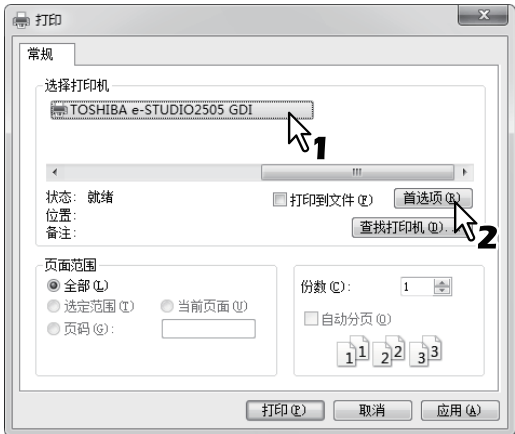 打印
常规
选择打印机
TOSHIBA e-STUDIO2505 GDI
1
状态: 就绪
打印到文件(F)
首选项(R)
位置:
备注:
查找打印机(D)...
2
页面范围
全部(L)
选定范围(T)
当前页面(U)
页码(G):
份数(C): 1
自动分页(O)
1 1 2 2 3 3
打印(P)
取消
应用(A)